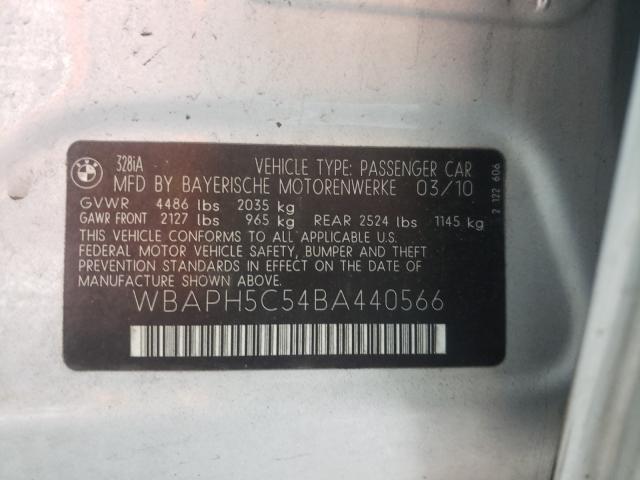 BMW
328iA VEHICLE TYPE: PASSENGER CAR
MFD BY BAYERISCHE MOTORENWERKE 03/10
GVWR 4486 lbs 2035 kg
GAWR FRONT 2127 lbs 965 kg REAR 2524 lbs 1145 kg
THIS VEHICLE CONFORMS TO ALL APPLICABLE U.S.
FEDERAL MOTOR VEHICLE SAFETY, BUMPER AND THEFT
PREVENTION STANDARDS IN EFFECT ON THE DATE OF
MANUFACTURE SHOWN ABOVE.
WBAPH5C54BA440566
2 122 606